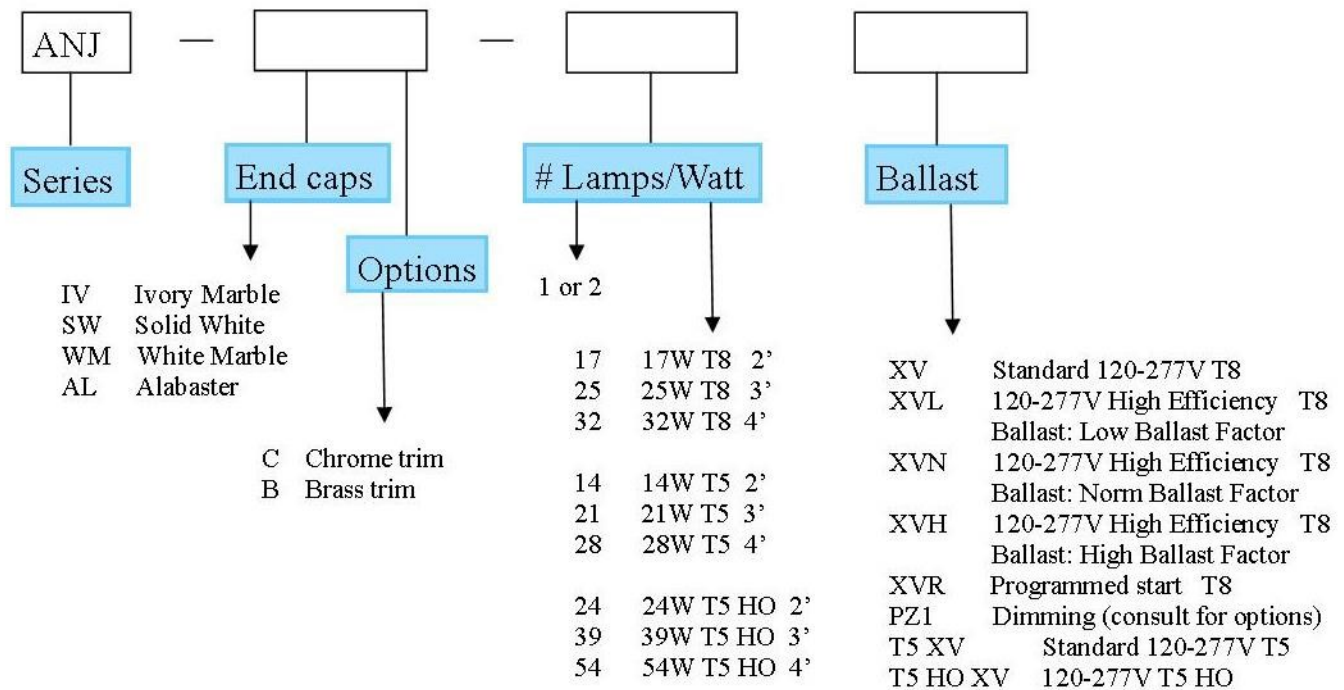 ANJ — —
Series
End caps
# Lamps/Watt
Ballast
Options
IV Ivory Marble
SW Solid White
WM White Marble
AL Alabaster
C Chrome trim
B Brass trim
1 or 2
17 17W T8 2’
25 25W T8 3’
32 32W T8 4’
14 14W T5 2’
21 21W T5 3’
28 28W T5 4’
24 24W T5 HO 2’
39 39W T5 HO 3’
54 54W T5 HO 4’
XV Standard 120-277V T8
XVL 120-277V High Efficiency T8
Ballast: Low Ballast Factor
XVN 120-277V High Efficiency T8
Ballast: Norm Ballast Factor
XVH 120-277V High Efficiency T8
Ballast: High Ballast Factor
XVR Programmed start T8
PZ1 Dimming (consult for options)
T5 XV Standard 120-277V T5
T5 HO XV 120-277V T5 HO